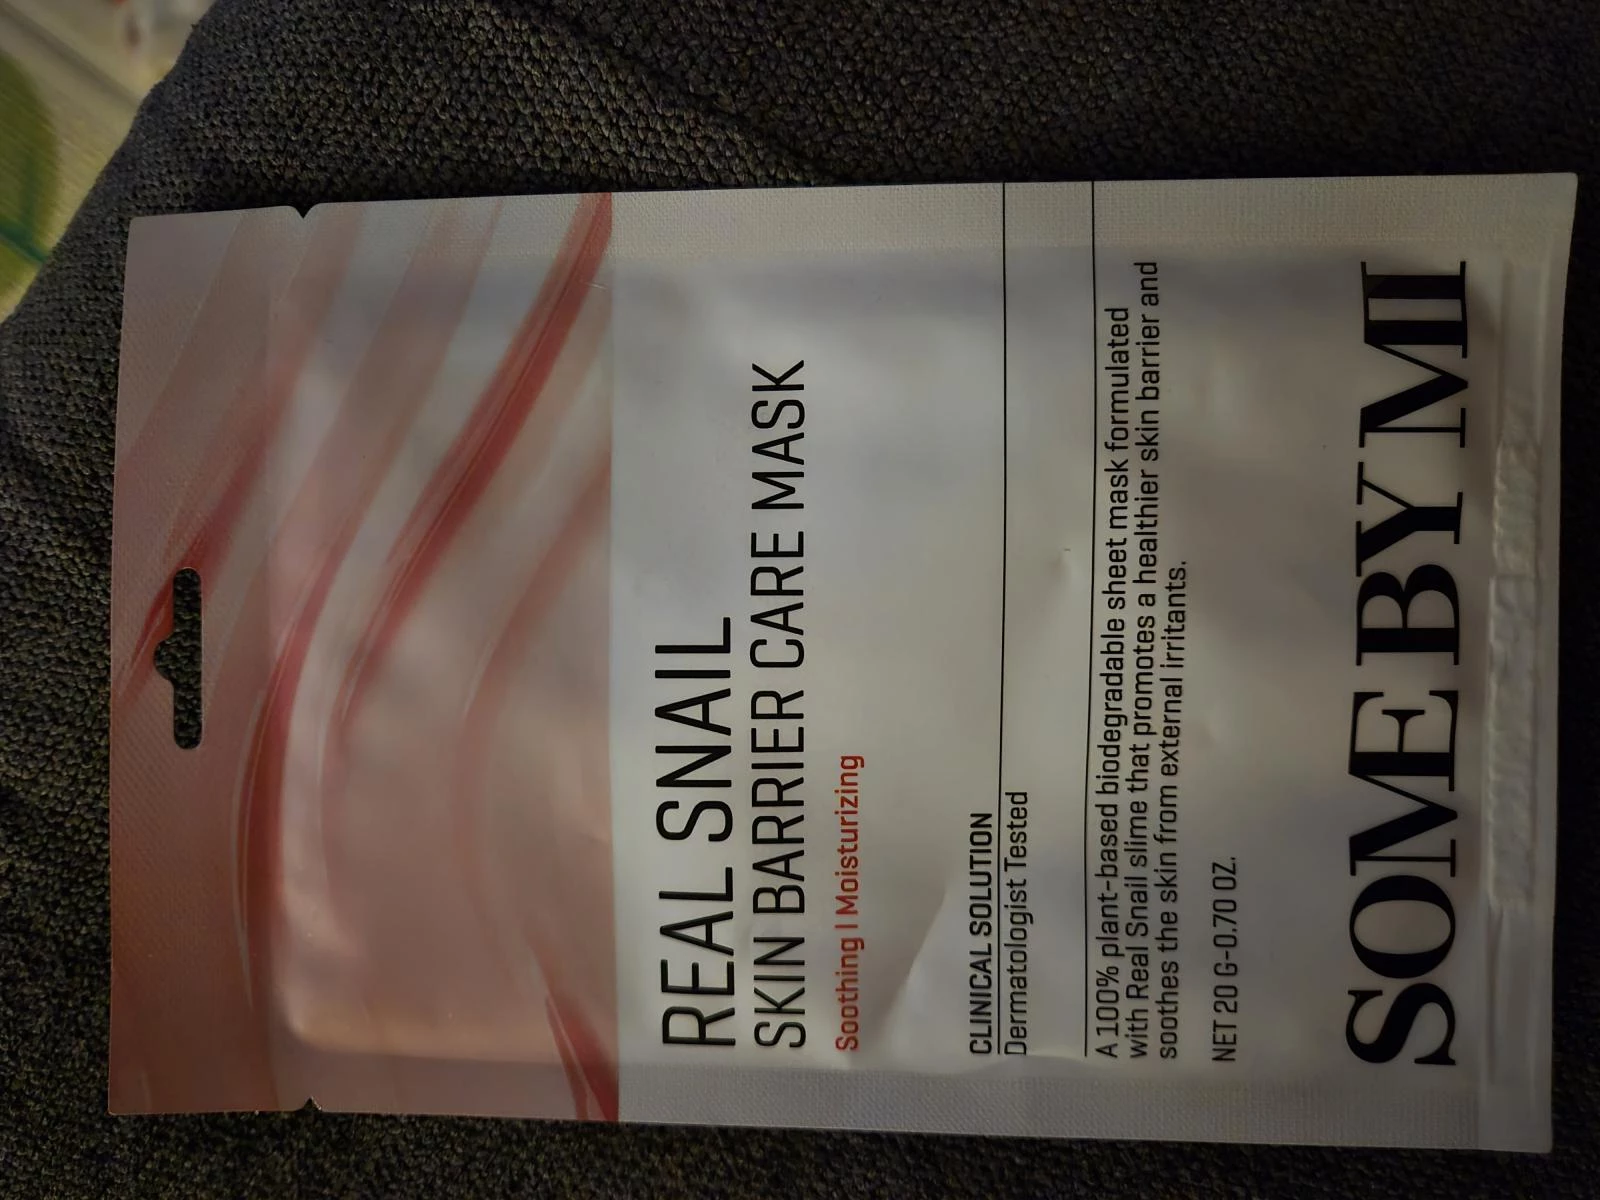 REAL SNAIL
SKIN BARRIER CARE MASK
Soothing | Moisturizing
CLINICAL SOLUTION
Dermatologist Tested
A 100% plant-based biodegradable sheet mask formulated
with Real Snail slime that promotes a healthier skin barrier and
soothes the skin from external irritants.
NET 20 G-0.70 OZ.
SOME BY MI